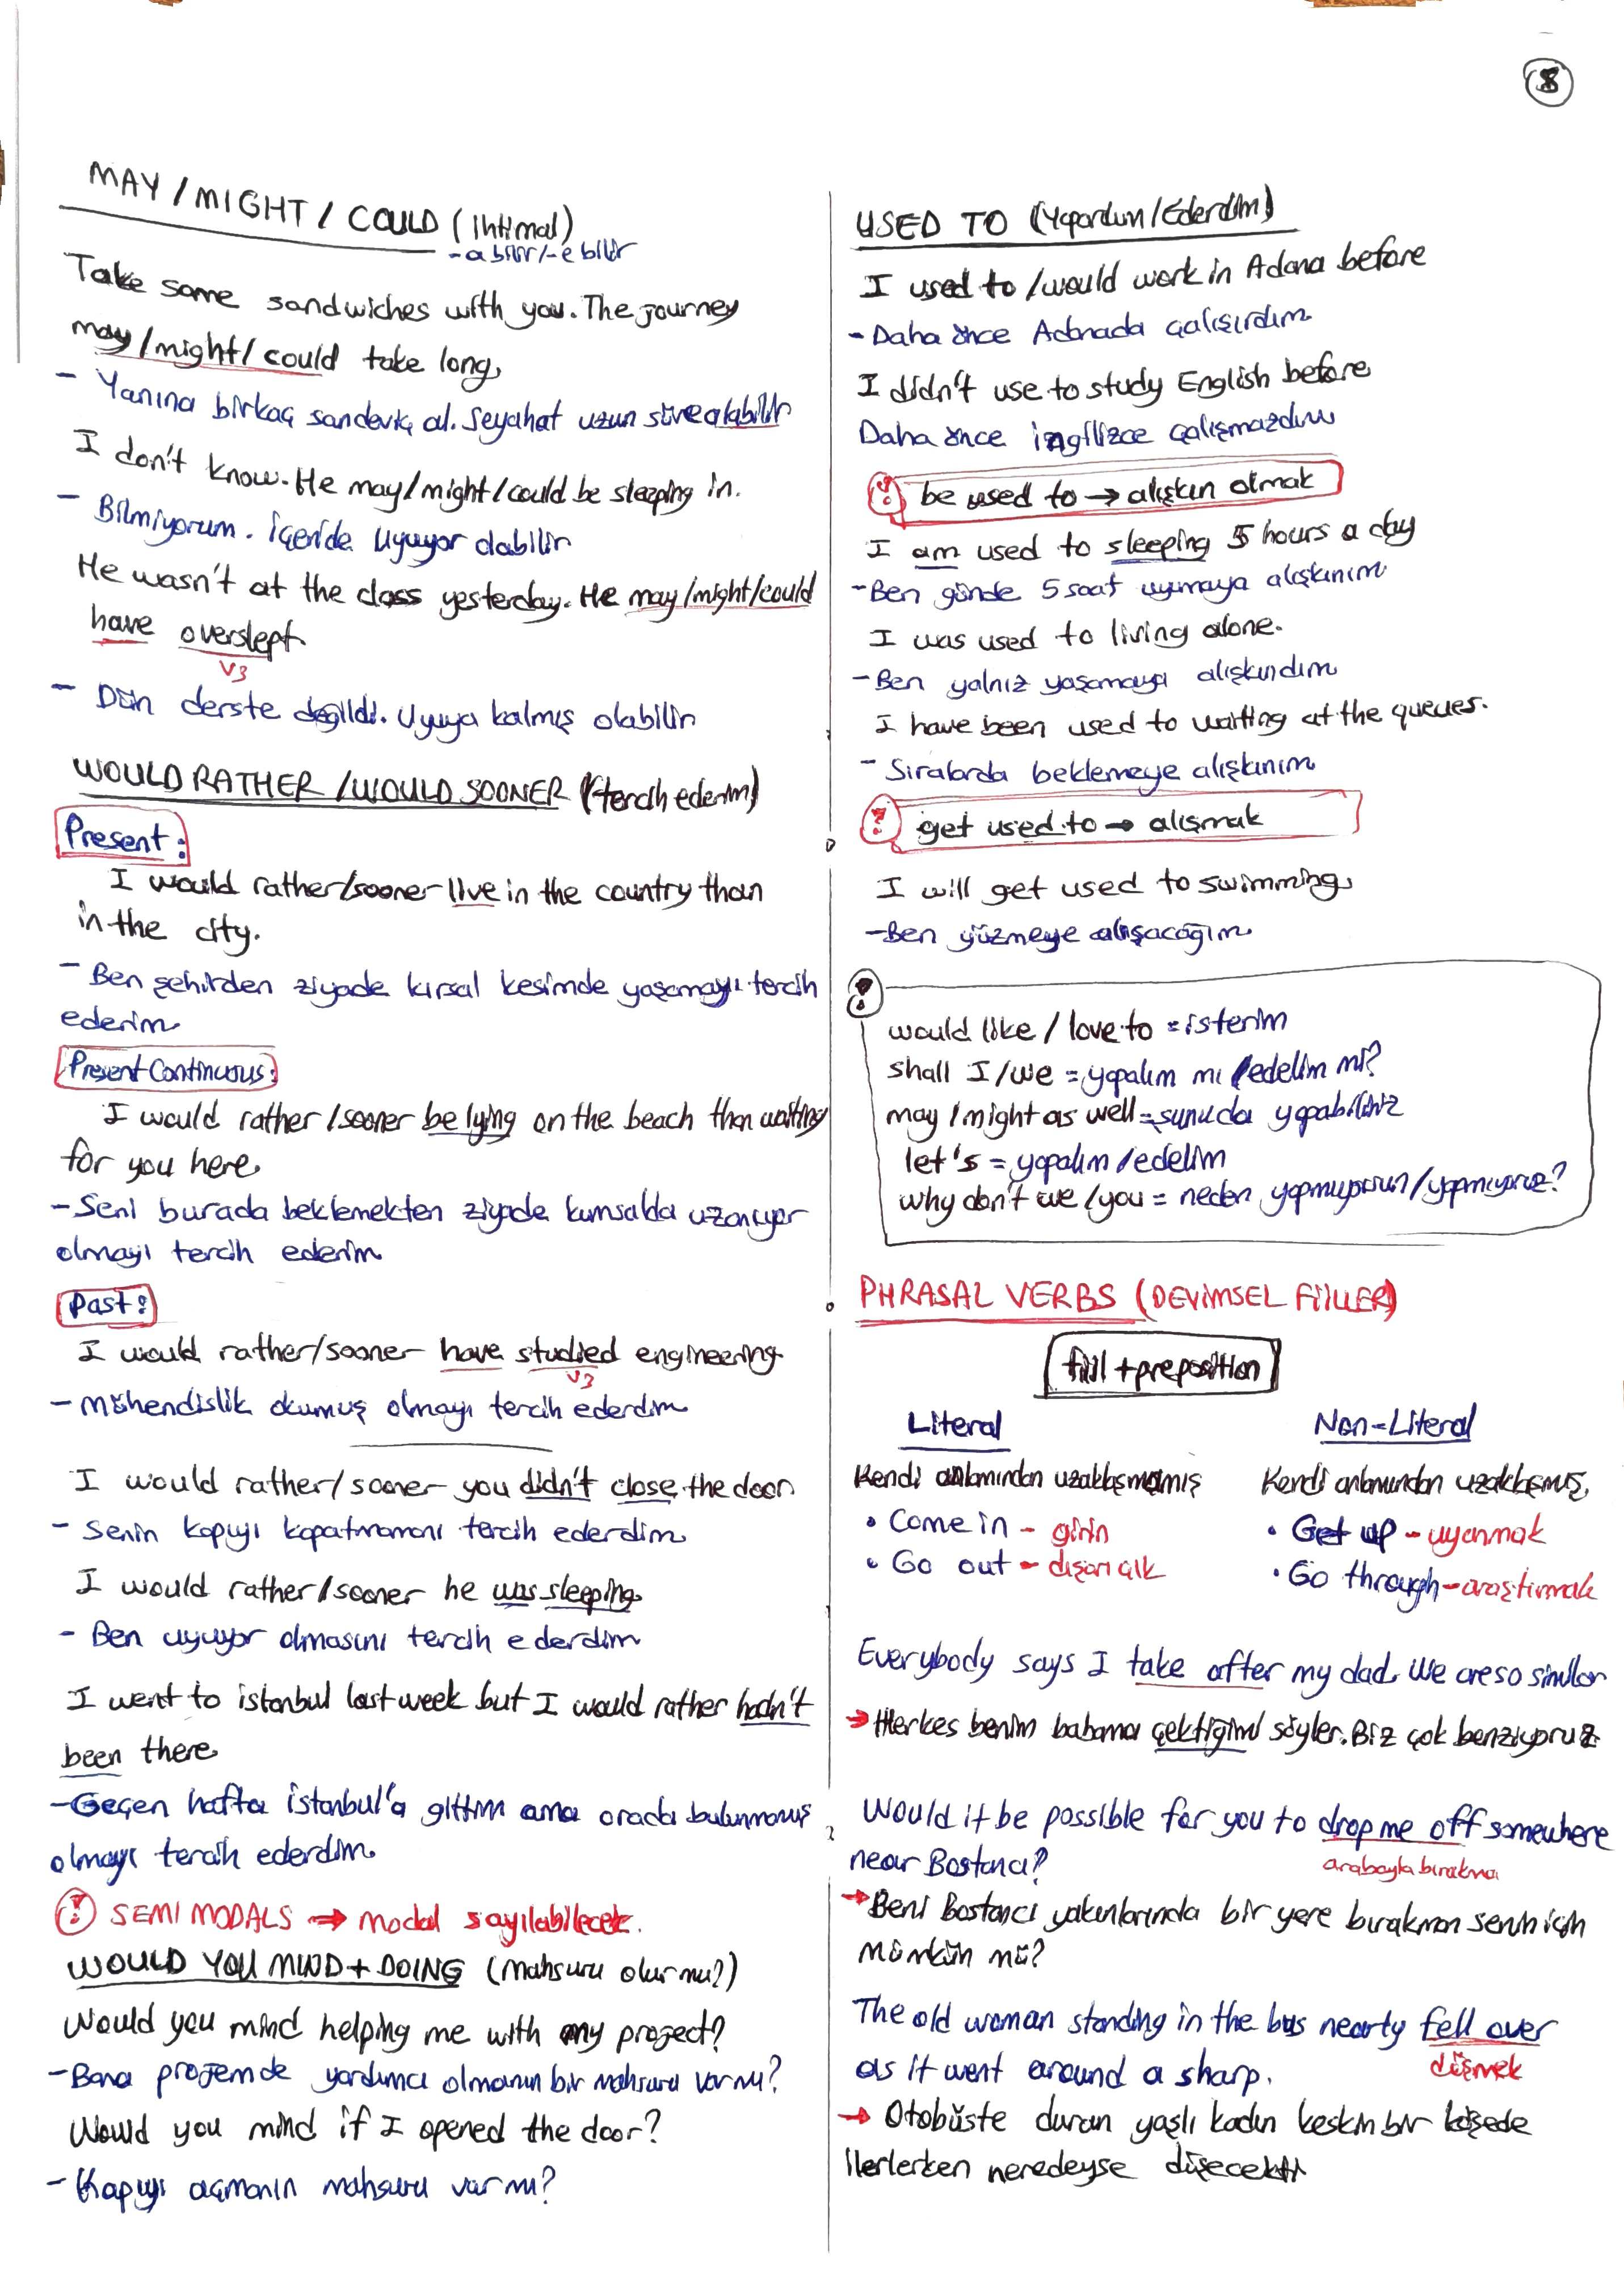 8
MAY / MIGHT / COULD (ihtimal)
-abilir/-ebilir
Take some sandwiches with you. The journey
may/might/could take long.
- Yanına birkaç sandeviç al. Seyahat uzun sürealabilir
I don't know. He may/might/could be sleeping in.
- Bilmiyorum. İçeride uyuyor olabilir
He wasn't at the class yesterday. He may/might/could
have overslept.
V3
- Dün derste değildi. Uyuya kalmış olabilir
WOULD RATHER / WOULD SOONER (tercih ederim)
Present:
I would rather/sooner live in the country than
in the city.
- Ben şehirden ziyade kırsal kesimde yaşamayı tercih
ederim
Present Continuous:
I would rather/sooner be lying on the beach than waiting
for you here
- Seni burada beklemekten ziyade kumsalda uzanıyor
olmayı tercih ederim
Past:
I would rather/sooner have studied engineering
V3
- Mühendislik okumuş olmayı tercih ederdim
I would rather/sooner you didn't close the door
- Senin kapıyı kapatmamanı tercih ederdim
I would rather/sooner he was sleeping
- Ben uyuyor olmasını tercih ederdim
I went to istanbul last week but I would rather hadn't
been there
- Geçen hafta istanbul'a gittim ama orada bulunmamış
olmayı tercih ederdim.
! SEMI MODALS → modal sayılabilecek.
WOULD YOU MIND + DOING (Mahsuru olur mu?)
Would you mind helping me with my project?
- Bana projemde yardımcı olmanın bir mahsuru var mı?
Would you mind if I opened the door?
- Kapıyı açmanın mahsuru var mı?
USED TO (Yapardım/Ederdim)
I used to /would work in Adana before
- Daha önce Adanada çalışırdım
I didn't use to study English before
Daha önce ingilizce çalışmazdım
! be used to → alışkın olmak
I am used to sleeping 5 hours a day
- Ben günde 5 saat uyumaya alışkınım
I was used to living alone.
- Ben yalnız yaşamaya alışkındım
I have been used to waiting at the queues.
- Sıralarda beklemeye alışkınım
! get used to → alışmak
I will get used to swimming
- Ben yüzmeye alışacağım
!
would like / love to = isterim
shall I/we = yapalım mı /edelim mi?
may/might as well = şunuda yapabiliriz
let's = yapalım/edelim
why don't we/you = neden yapmıyorsun/yapmıyoruz?
PHRASAL VERBS (DEVİMSEL FİİLLER)
fiil + preposition
Literal
Non-Literal
Kendi anlamından uzaklaşmamış
Kendi anlamından uzaklaşmış
• Come in - girin
• Get up - uyanmak
• Go out - dışarı çık
• Go through - araştırmak
Everybody says I take after my dad. We are so similar
→ Herkes benim babama çektiğimi söyler. Biz çok benziyoruz
Would it be possible for you to drop me off somewhere
near Bostancı?
arabayla bırakma
→ Beni Bostancı yakınlarında bir yere bırakman senin için
mümkün mü?
The old woman standing in the bus nearly fell over
as it went around a sharp.
düşmek
→ Otobüste duran yaşlı kadın keskin bir köşede
ilerlerken neredeyse düşecekti